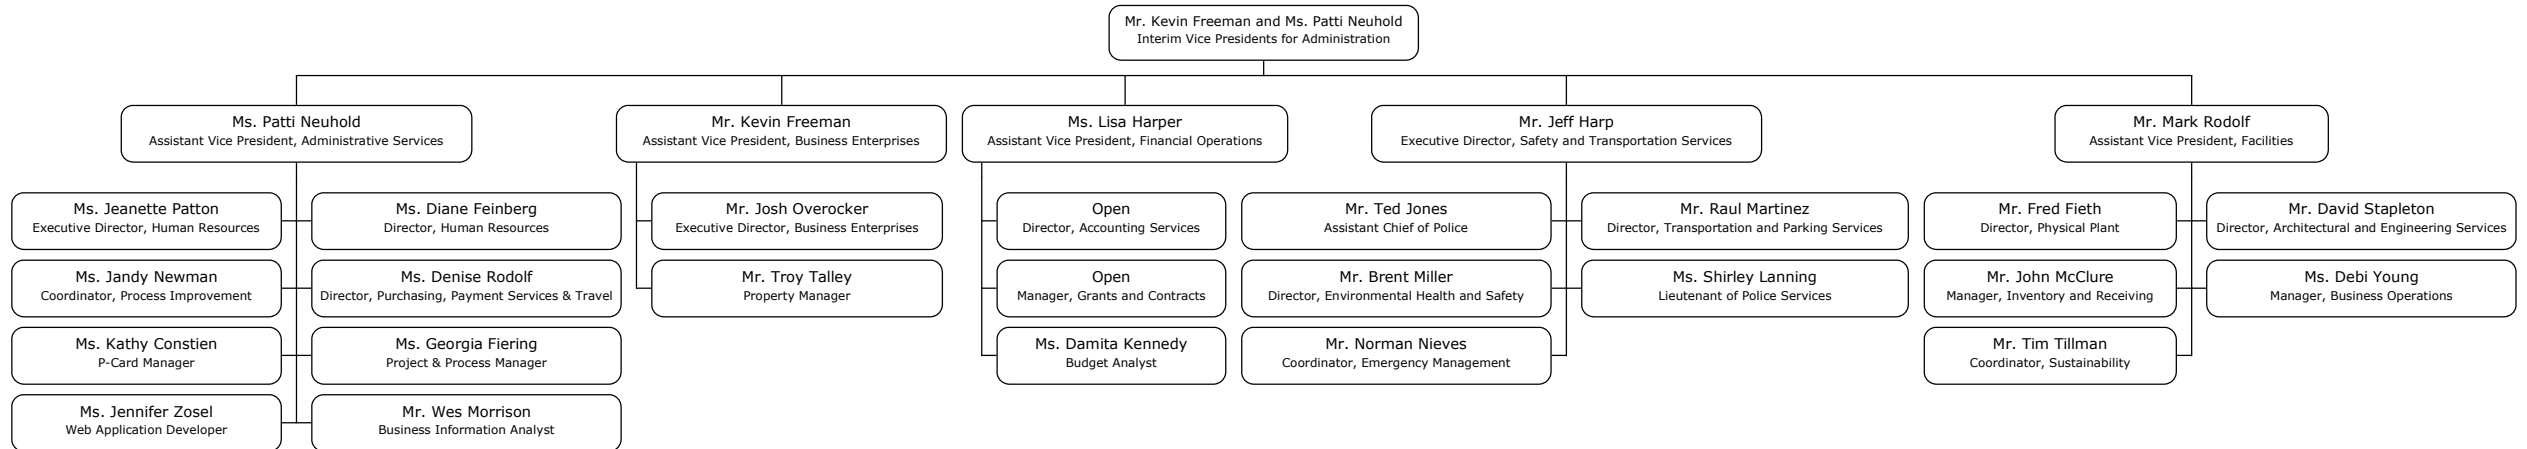 Mr. Kevin Freeman and Ms. Patti Neuhold
Interim Vice Presidents for Administration
Ms. Patti Neuhold
Assistant Vice President, Administrative Services
Mr. Kevin Freeman
Assistant Vice President, Business Enterprises
Ms. Lisa Harper
Assistant Vice President, Financial Operations
Mr. Jeff Harp
Executive Director, Safety and Transportation Services
Mr. Mark Rodolf
Assistant Vice President, Facilities
Ms. Jeanette Patton
Executive Director, Human Resources
Ms. Diane Feinberg
Director, Human Resources
Ms. Jandy Newman
Coordinator, Process Improvement
Ms. Denise Rodolf
Director, Purchasing, Payment Services & Travel
Ms. Kathy Constien
P-Card Manager
Ms. Georgia Fiering
Project & Process Manager
Ms. Jennifer Zosel
Web Application Developer
Mr. Wes Morrison
Business Information Analyst
Mr. Josh Overocker
Executive Director, Business Enterprises
Mr. Troy Talley
Property Manager
Open
Director, Accounting Services
Open
Manager, Grants and Contracts
Ms. Damita Kennedy
Budget Analyst
Mr. Ted Jones
Assistant Chief of Police
Mr. Raul Martinez
Director, Transportation and Parking Services
Mr. Brent Miller
Director, Environmental Health and Safety
Ms. Shirley Lanning
Lieutenant of Police Services
Mr. Norman Nieves
Coordinator, Emergency Management
Mr. Fred Fieth
Director, Physical Plant
Mr. David Stapleton
Director, Architectural and Engineering Services
Mr. John McClure
Manager, Inventory and Receiving
Ms. Debi Young
Manager, Business Operations
Mr. Tim Tillman
Coordinator, Sustainability